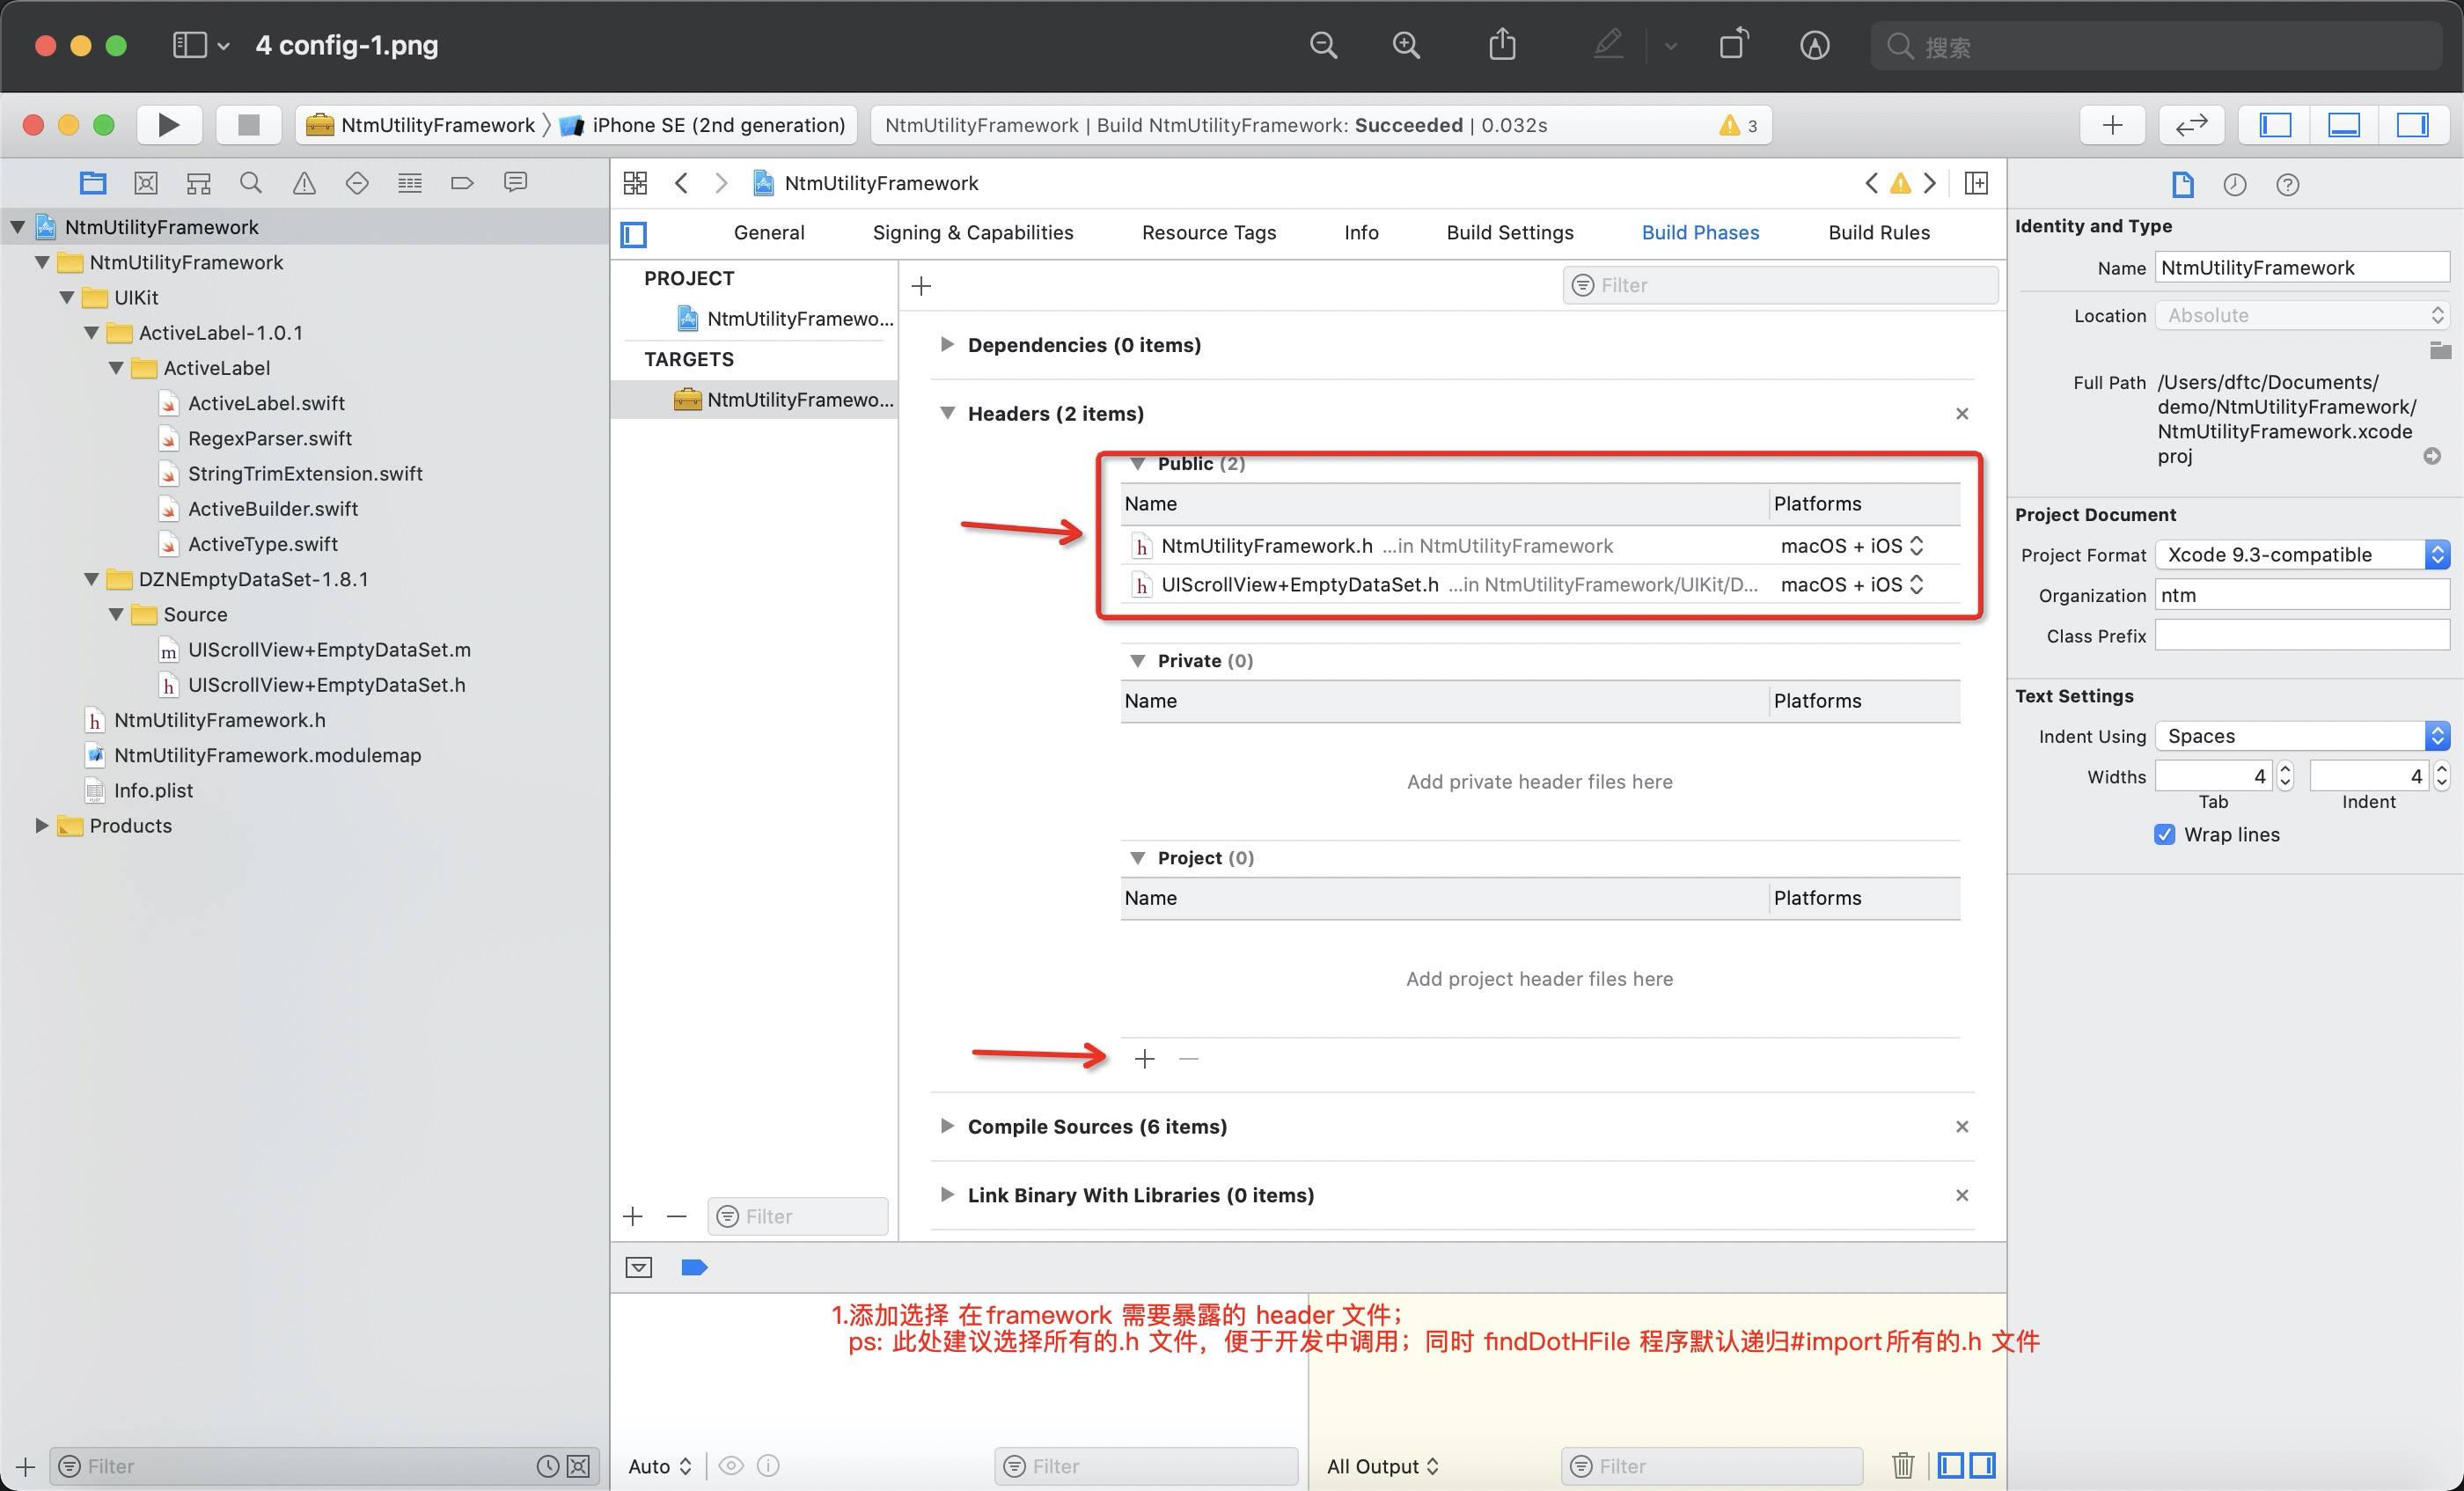 4 config-1.png
搜索
NtmUtilityFramework
iPhone SE (2nd generation)
NtmUtilityFramework | Build NtmUtilityFramework: Succeeded | 0.032s
3
NtmUtilityFramework
NtmUtilityFramework
UIKit
ActiveLabel-1.0.1
ActiveLabel
ActiveLabel.swift
RegexParser.swift
StringTrimExtension.swift
ActiveBuilder.swift
ActiveType.swift
DZNEmptyDataSet-1.8.1
Source
UIScrollView+EmptyDataSet.m
UIScrollView+EmptyDataSet.h
NtmUtilityFramework.h
NtmUtilityFramework.modulemap
Info.plist
Products
Filter
NtmUtilityFramework
General
Signing & Capabilities
Resource Tags
Info
Build Settings
Build Phases
Build Rules
PROJECT
NtmUtilityFramewo...
TARGETS
NtmUtilityFramewo...
Filter
Filter
Dependencies (0 items)
Headers (2 items)
Public (2)
Name Platforms
NtmUtilityFramework.h ...in NtmUtilityFramework macOS + iOS
UIScrollView+EmptyDataSet.h ...in NtmUtilityFramework/UIKit/D... macOS + iOS
Private (0)
Name Platforms
Add private header files here
Project (0)
Name Platforms
Add project header files here
Compile Sources (6 items)
Link Binary With Libraries (0 items)
1.添加选择 在framework 需要暴露的 header 文件；
ps: 此处建议选择所有的.h 文件，便于开发中调用；同时 findDotHFile 程序默认递归#import所有的.h 文件
Auto
Filter
All Output
Filter
Identity and Type
Name NtmUtilityFramework
Location Absolute
Full Path /Users/dftc/Documents/
demo/NtmUtilityFramework/
NtmUtilityFramework.xcode
proj
Project Document
Project Format Xcode 9.3-compatible
Organization ntm
Class Prefix
Text Settings
Indent Using Spaces
Widths 4 4
Tab Indent
Wrap lines